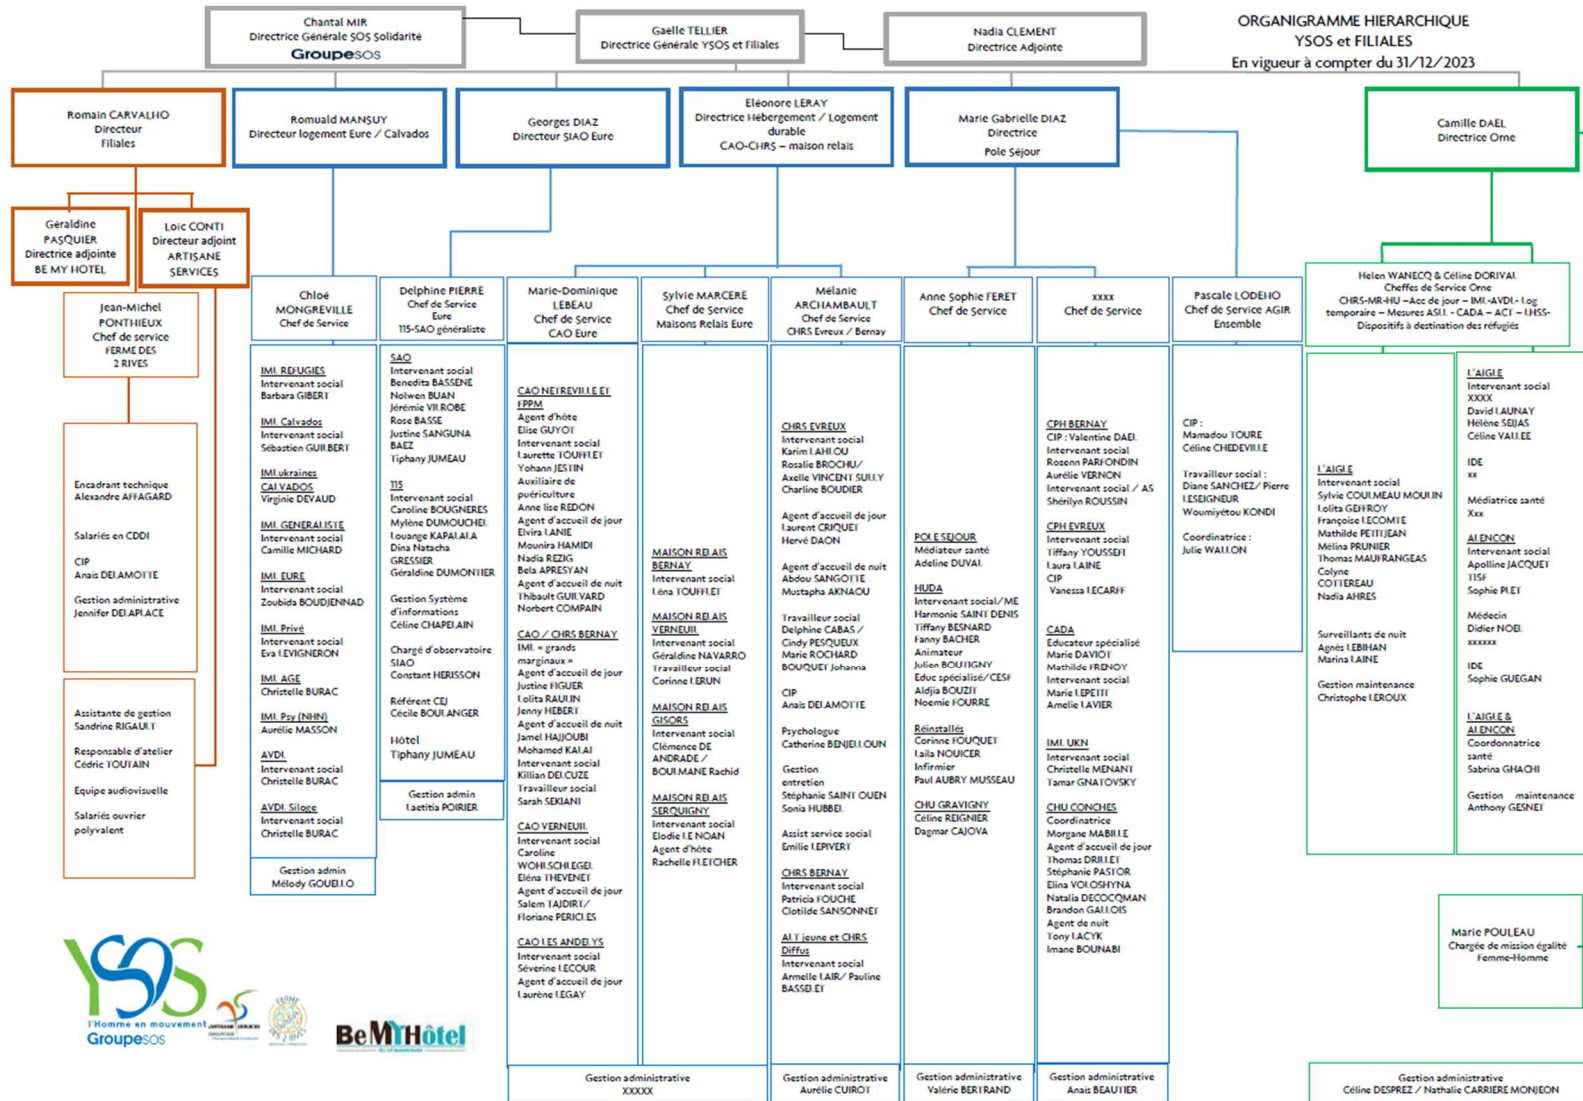 Chantal MIR
Directrice Générale SOS Solidarité
Groupesos
Gaëlle TELLIER
Directrice Générale YSOS et Filiales
Nadia CLEMENT
Directrice Adjointe
ORGANIGRAMME HIERARCHIQUE
YSOS et FILIALES
En vigueur à compter du 31/12/2023
Romain CARVALHO
Directeur
Filiales
Romuald MANSUY
Directeur logement Eure / Calvados
Georges DIAZ
Directeur SIAO Eure
Eléonore LERAY
Directrice Hébergement / Logement
durable
CAO-CHRS – maison relais
Marie Gabrielle DIAZ
Directrice
Pole Séjour
Camille DAEL
Directrice Orne
Géraldine
PASQUIER
Directrice adjointe
BE MY HOTEL
Loïc CONTI
Directeur adjoint
ARTISANE
SERVICES
Jean-Michel
PONTHIEUX
Chef de service
FERME DES
2 RIVES
Encadrant technique
Alexandre AFFAGARD
Salariés en CDDI
CIP
Anais DELAMOTTE
Gestion administrative
Jennifer DELAPLACE
Assistante de gestion
Sandrine RIGAULT
Responsable d'atelier
Cédric TOUTAIN
Equipe audiovisuelle
Salariés ouvrier
polyvalent
Chloé
MONGREVILLE
Chef de Service
IML REFUGIES
Intervenant social
Barbara GIBERT
IML Calvados
Intervenant social
Sébastien GUILBERT
IMLukraines
CALVADOS
Virginie DEVAUD
IML GENERALISTE
Intervenant social
Camille MICHARD
IML EURE
Intervenant social
Zoubida BOUDJENNAD
IML Privé
Intervenant social
Eva LEVIGNERON
IML AGE
Christelle BURAC
IML Psy (NHN)
Aurélie MASSON
AVDL
Intervenant social
Christelle BURAC
AVDL Siloge
Intervenant social
Christelle BURAC
Gestion admin
Mélody GOUELLO
Delphine PIERRE
Chef de Service
Eure
115-SAO généraliste
SAO
Intervenant social
Benedita BASSENE
Nolwen BUAN
Jérémie VILROBE
Rose BASSE
Justine SANGUNA
BAEZ
Tiphany JUMEAU
115
Intervenant social
Caroline BOUGNERES
Mylène DUMOUCHEL
Louange KAPALALA
Dina Natacha
GRESSIER
Géraldine DUMONTIER
Gestion Système
d'informations
Céline CHAPELAIN
Chargé d'observatoire
SIAO
Constant HERISSON
Référent CEJ
Cécile BOULANGER
Hôtel
Tiphany JUMEAU
Gestion admin
Laetitia POIRIER
Marie-Dominique
LEBEAU
Chef de Service
CAO Eure
CAO NETREVILLE ET
FPPM
Agent d'hôte
Elise GUYOT
Intervenant social
Laurette TOUFFLET
Yohann JESTIN
Auxiliaire de
puériculture
Anne lise REDON
Agent d'accueil de jour
Elvira LANIE
Mounira HAMIDI
Nadia REZIG
Bela APRESYAN
Agent d'accueil de nuit
Thibault GUILVARD
Norbert COMPAIN
CAO / CHRS BERNAY
IML « grands
marginaux »
Agent d'accueil de jour
Justine FIGUER
Lolita RAULIN
Jenny HEBERT
Agent d'accueil de nuit
Jamel HAJJOUBI
Mohamed KALAI
Intervenant social
Killian DELCUZE
Travailleur social
Sarah SEKIANI
CAO VERNEUIL
Intervenant social
Caroline
WOHLSCHLEGEL
Eléna THEVENET
Agent d'accueil de jour
Salem TAJDIRT/
Floriane PERICLES
CAO LES ANDELYS
Intervenant social
Séverine LECOUR
Agent d'accueil de jour
Laurène LEGAY
Sylvie MARCERE
Chef de Service
Maisons Relais Eure
MAISON RELAIS
BERNAY
Intervenant social
Léna TOUFFLET
MAISON RELAIS
VERNEUIL
Intervenant social
Géraldine NAVARRO
Travailleur social
Corinne LERUN
MAISON RELAIS
GISORS
Intervenant social
Clémence DE
ANDRADE /
BOULMANE Rachid
MAISON RELAIS
SERQUIGNY
Intervenant social
Elodie LE NOAN
Agent d'hôte
Rachelle FLETCHER
Gestion administrative
XXXXX
Mélanie
ARCHAMBAULT
Chef de Service
CHRS Evreux / Bernay
CHRS EVREUX
Intervenant social
Karim LAHLOU
Rosalie BROCHU/
Axelle VINCENT SULLY
Charline BOUDIER
Agent d'accueil de jour
Laurent CRIQUET
Hervé DAON
Agent d'accueil de nuit
Abdou SANGOTTE
Mustapha AKNAOU
Travailleur social
Delphine CABAS /
Cindy PESQUEUX
Marie ROCHARD
BOUQUET Johanna
CIP
Anais DELAMOTTE
Psychologue
Catherine BENJELLOUN
Gestion
entretien
Stéphanie SAINT OUEN
Sonia HUBBEL
Assist service social
Emilie LEPIVERT
CHRS BERNAY
Intervenant social
Patricia FOUCHE
Clotilde SANSONNET
ALT jeune et CHRS
Diffus
Intervenant social
Armelle LAIR/ Pauline
BASSELET
Gestion administrative
Aurélie CUIROT
Anne Sophie FERET
Chef de Service
POLE SEJOUR
Médiateur santé
Adeline DUVAL
HUDA
Intervenant social/ME
Harmonie SAINT DENIS
Tiffany BESNARD
Fanny BACHER
Animateur
Julien BOUTIGNY
Educ spécialisé/CESF
Aldjia BOUZIT
Noemie FOURRE
Réinstallés
Corinne FOUQUET
Laila NOUICER
Infirmier
Paul AUBRY MUSSEAU
CHU GRAVIGNY
Céline REIGNIER
Dagmar CAJOVA
Gestion administrative
Valérie BERTRAND
xxxx
Chef de Service
CPH BERNAY
CIP : Valentine DAEL
Intervenant social
Rozenn PARFONDIN
Aurélie VERNON
Intervenant social / AS
Shérilyn ROUSSIN
CPH EVREUX
Intervenant social
Tiffany YOUSSEFI
Laura LAINE
CIP
Vanessa LECARFF
CADA
Educateur spécialisé
Marie DAVIOT
Mathilde FRENOY
Intervenant social
Marie LEPETIT
Amelie LAVIER
IML UKN
Intervenant social
Christelle MENANT
Tamar GNATOVSKY
CHU CONCHES
Coordinatrice
Morgane MABILLE
Agent d'accueil de jour
Thomas DRILLET
Stéphanie PASTOR
Elina VOLOSHYNA
Natalia DECOCQMAN
Brandon GALLOIS
Agent de nuit
Tony LACYK
Imane BOUNABI
Gestion administrative
Anais BEAUTIER
Pascale LODEHO
Chef de Service AGIR
Ensemble
CIP :
Mamadou TOURE
Céline CHEDEVILLE
Travailleur social :
Diane SANCHEZ/ Pierre
LESEIGNEUR
Woumiyétou KONDI
Coordinatrice :
Julie WALLON
Helen WANECQ & Céline DORIVAL
Cheffes de Service Orne
CHRS-MR-HU –Acc de jour – IML-AVDL- Log
temporaire – Mesures ASLL - CADA – ACT – LHSS-
Dispositifs à destination des réfugiés
L'AIGLE
Intervenant social
Sylvie COULMEAU MOULIN
Lolita GEFFROY
Françoise LECOMTE
Mathilde PETITJEAN
Mélina PRUNIER
Thomas MAUFRANGEAS
Colyne
COTTEREAU
Nadia AHRES
Surveillants de nuit
Agnès LEBIHAN
Marina LAINE
Gestion maintenance
Christophe LEROUX
L'AIGLE
Intervenant social
XXXX
David LAUNAY
Hélène SEIJAS
Céline VALLEE
IDE
xx
Médiatrice santé
Xxx
ALENCON
Intervenant social
Apolline JACQUET
TISF
Sophie PLET
Médecin
Didier NOEL
xxxxxx
IDE
Sophie GUEGAN
L'AIGLE &
ALENCON
Coordonnatrice
santé
Sabrina GHACHI
Gestion maintenance
Anthony GESNET
Marie POULEAU
Chargée de mission égalité
Femme-Homme
Gestion administrative
Céline DESPREZ / Nathalie CARRIERE MONJEON
YSOS
l'Homme en mouvement
Groupesos
ARTISANE SERVICES
FERME
DES 2 RIVES
BeMYHôtel